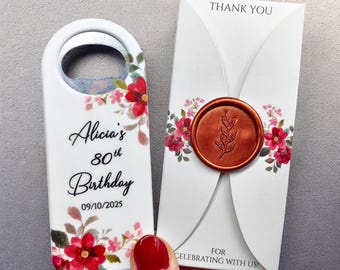 THANK YOU
Alicia's
80th
Birthday
09/10/2025
FOR
CELEBRATING WITH US!